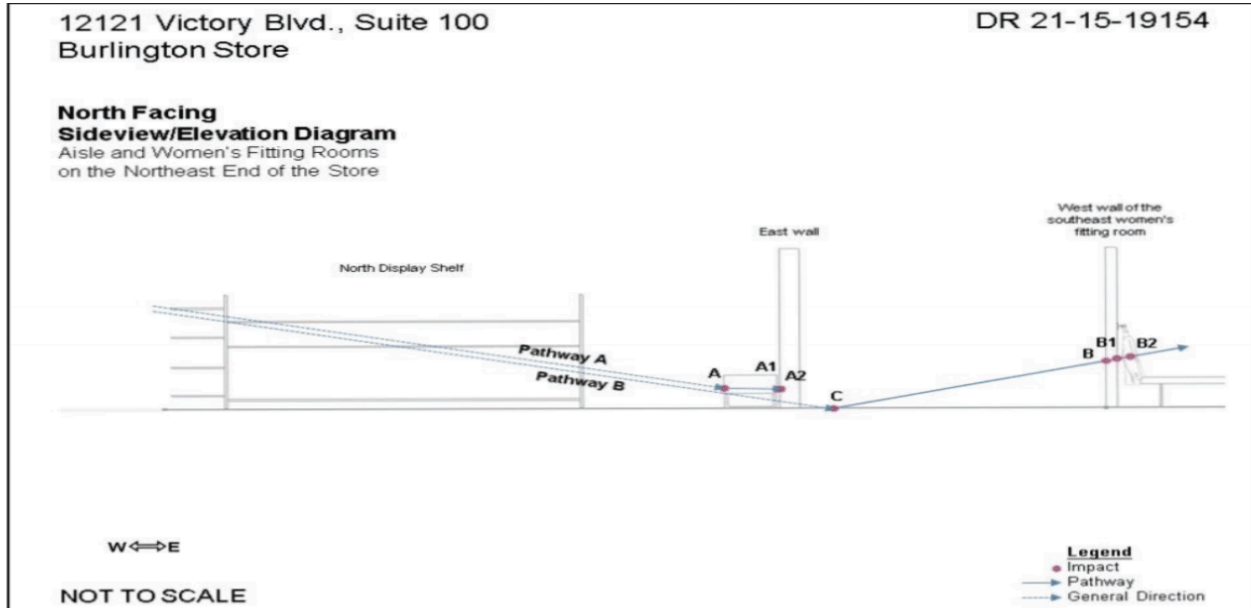 12121 Victory Blvd., Suite 100
Burlington Store
DR 21-15-19154
North Facing
Sideview/Elevation Diagram
Aisle and Women's Fitting Rooms
on the Northeast End of the Store
West wall of the
southeast women's
fitting room
East wall
North Display Shelf
Pathway A
Pathway B
A
A1
A2
C
B
B1
B2
W E
NOT TO SCALE
Legend
Impact
Pathway
General Direction